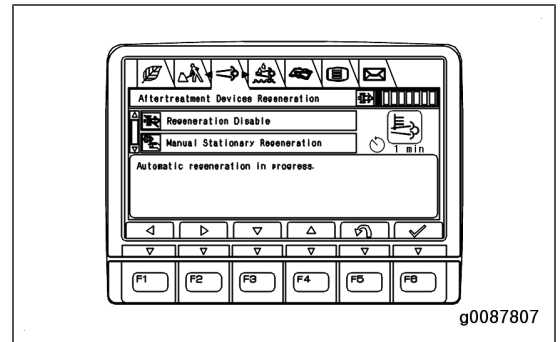 Aftertreatment Devices Regeneration
Regeneration Disable
Manual Stationary Regeneration
1 min
Automatic regeneration in progress.
F1 F2 F3 F4 F5 F6
g0087807